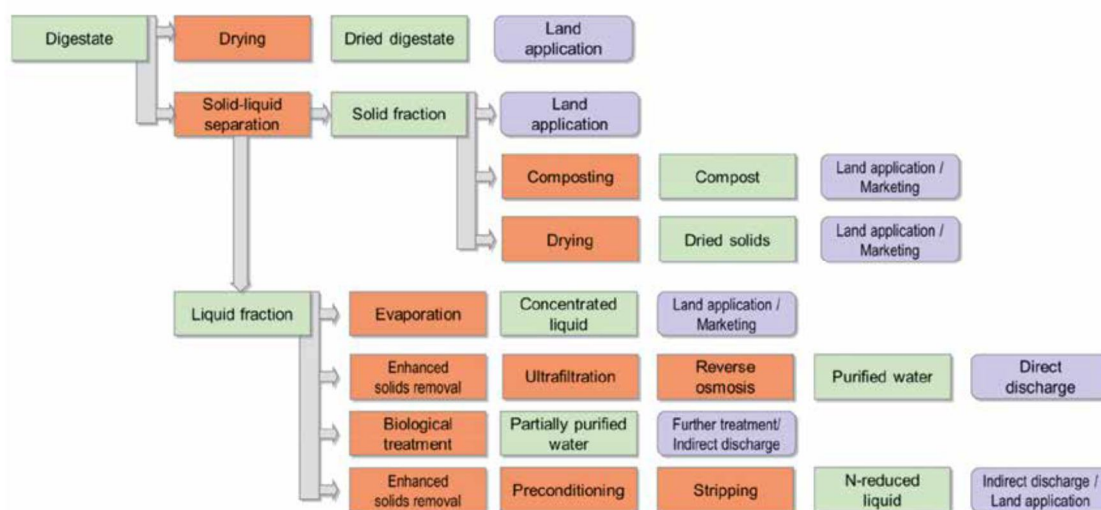 Digestate
Drying
Dried digestate
Land
application
Solid-liquid
separation
Solid fraction
Land
application
Composting
Compost
Land application /
Marketing
Drying
Dried solids
Land application /
Marketing
Liquid fraction
Evaporation
Concentrated
liquid
Land application /
Marketing
Enhanced
solids removal
Ultrafiltration
Reverse
osmosis
Purified water
Direct
discharge
Biological
treatment
Partially purified
water
Further treatment/
Indirect discharge
Enhanced
solids removal
Preconditioning
Stripping
N-reduced
liquid
Indirect discharge /
Land application